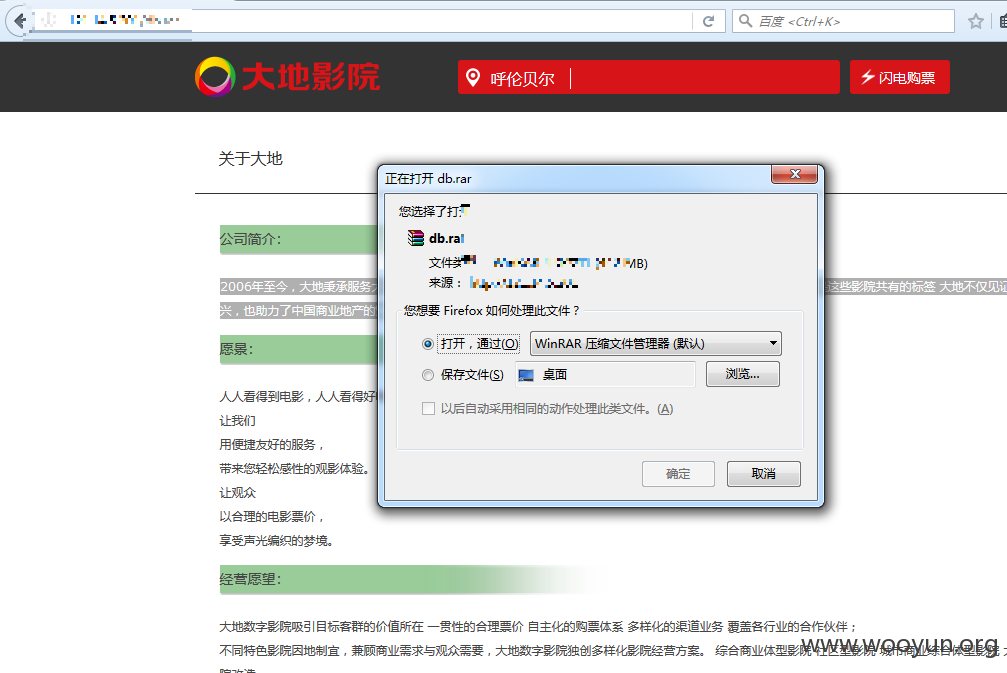 百度 <Ctrl+K>
大地影院
呼伦贝尔
闪电购票
关于大地
正在打开 db.rar
您选择了打
db.ra
文件类
MB)
来源：
您想要 Firefox 如何处理此文件？
打开，通过(O)
WinRAR 压缩文件管理器 (默认)
保存文件(S)
桌面
浏览...
以后自动采用相同的动作处理此类文件。(A)
确定
取消
公司简介:
2006年至今，大地秉承服务
这些影院共有的标签 大地不仅见证
兴，也助力了中国商业地产的
愿景:
人人看得到电影，人人看得好
让我们
用便捷友好的服务，
带来您轻松感性的观影体验。
让观众
以合理的电影票价，
享受声光编织的梦境。
经营愿望:
大地数字影院吸引目标客群的价值所在 一贯性的合理票价 自主化的购票体系 多样化的渠道业务 覆盖各行业的合作伙伴；
不同特色影院因地制宜，兼顾商业需求与观众需要，大地数字影院独创多样化影院经营方案。 综合商业体型影院 社区型影院 城市商业综合体型影院
www.wooyun.org